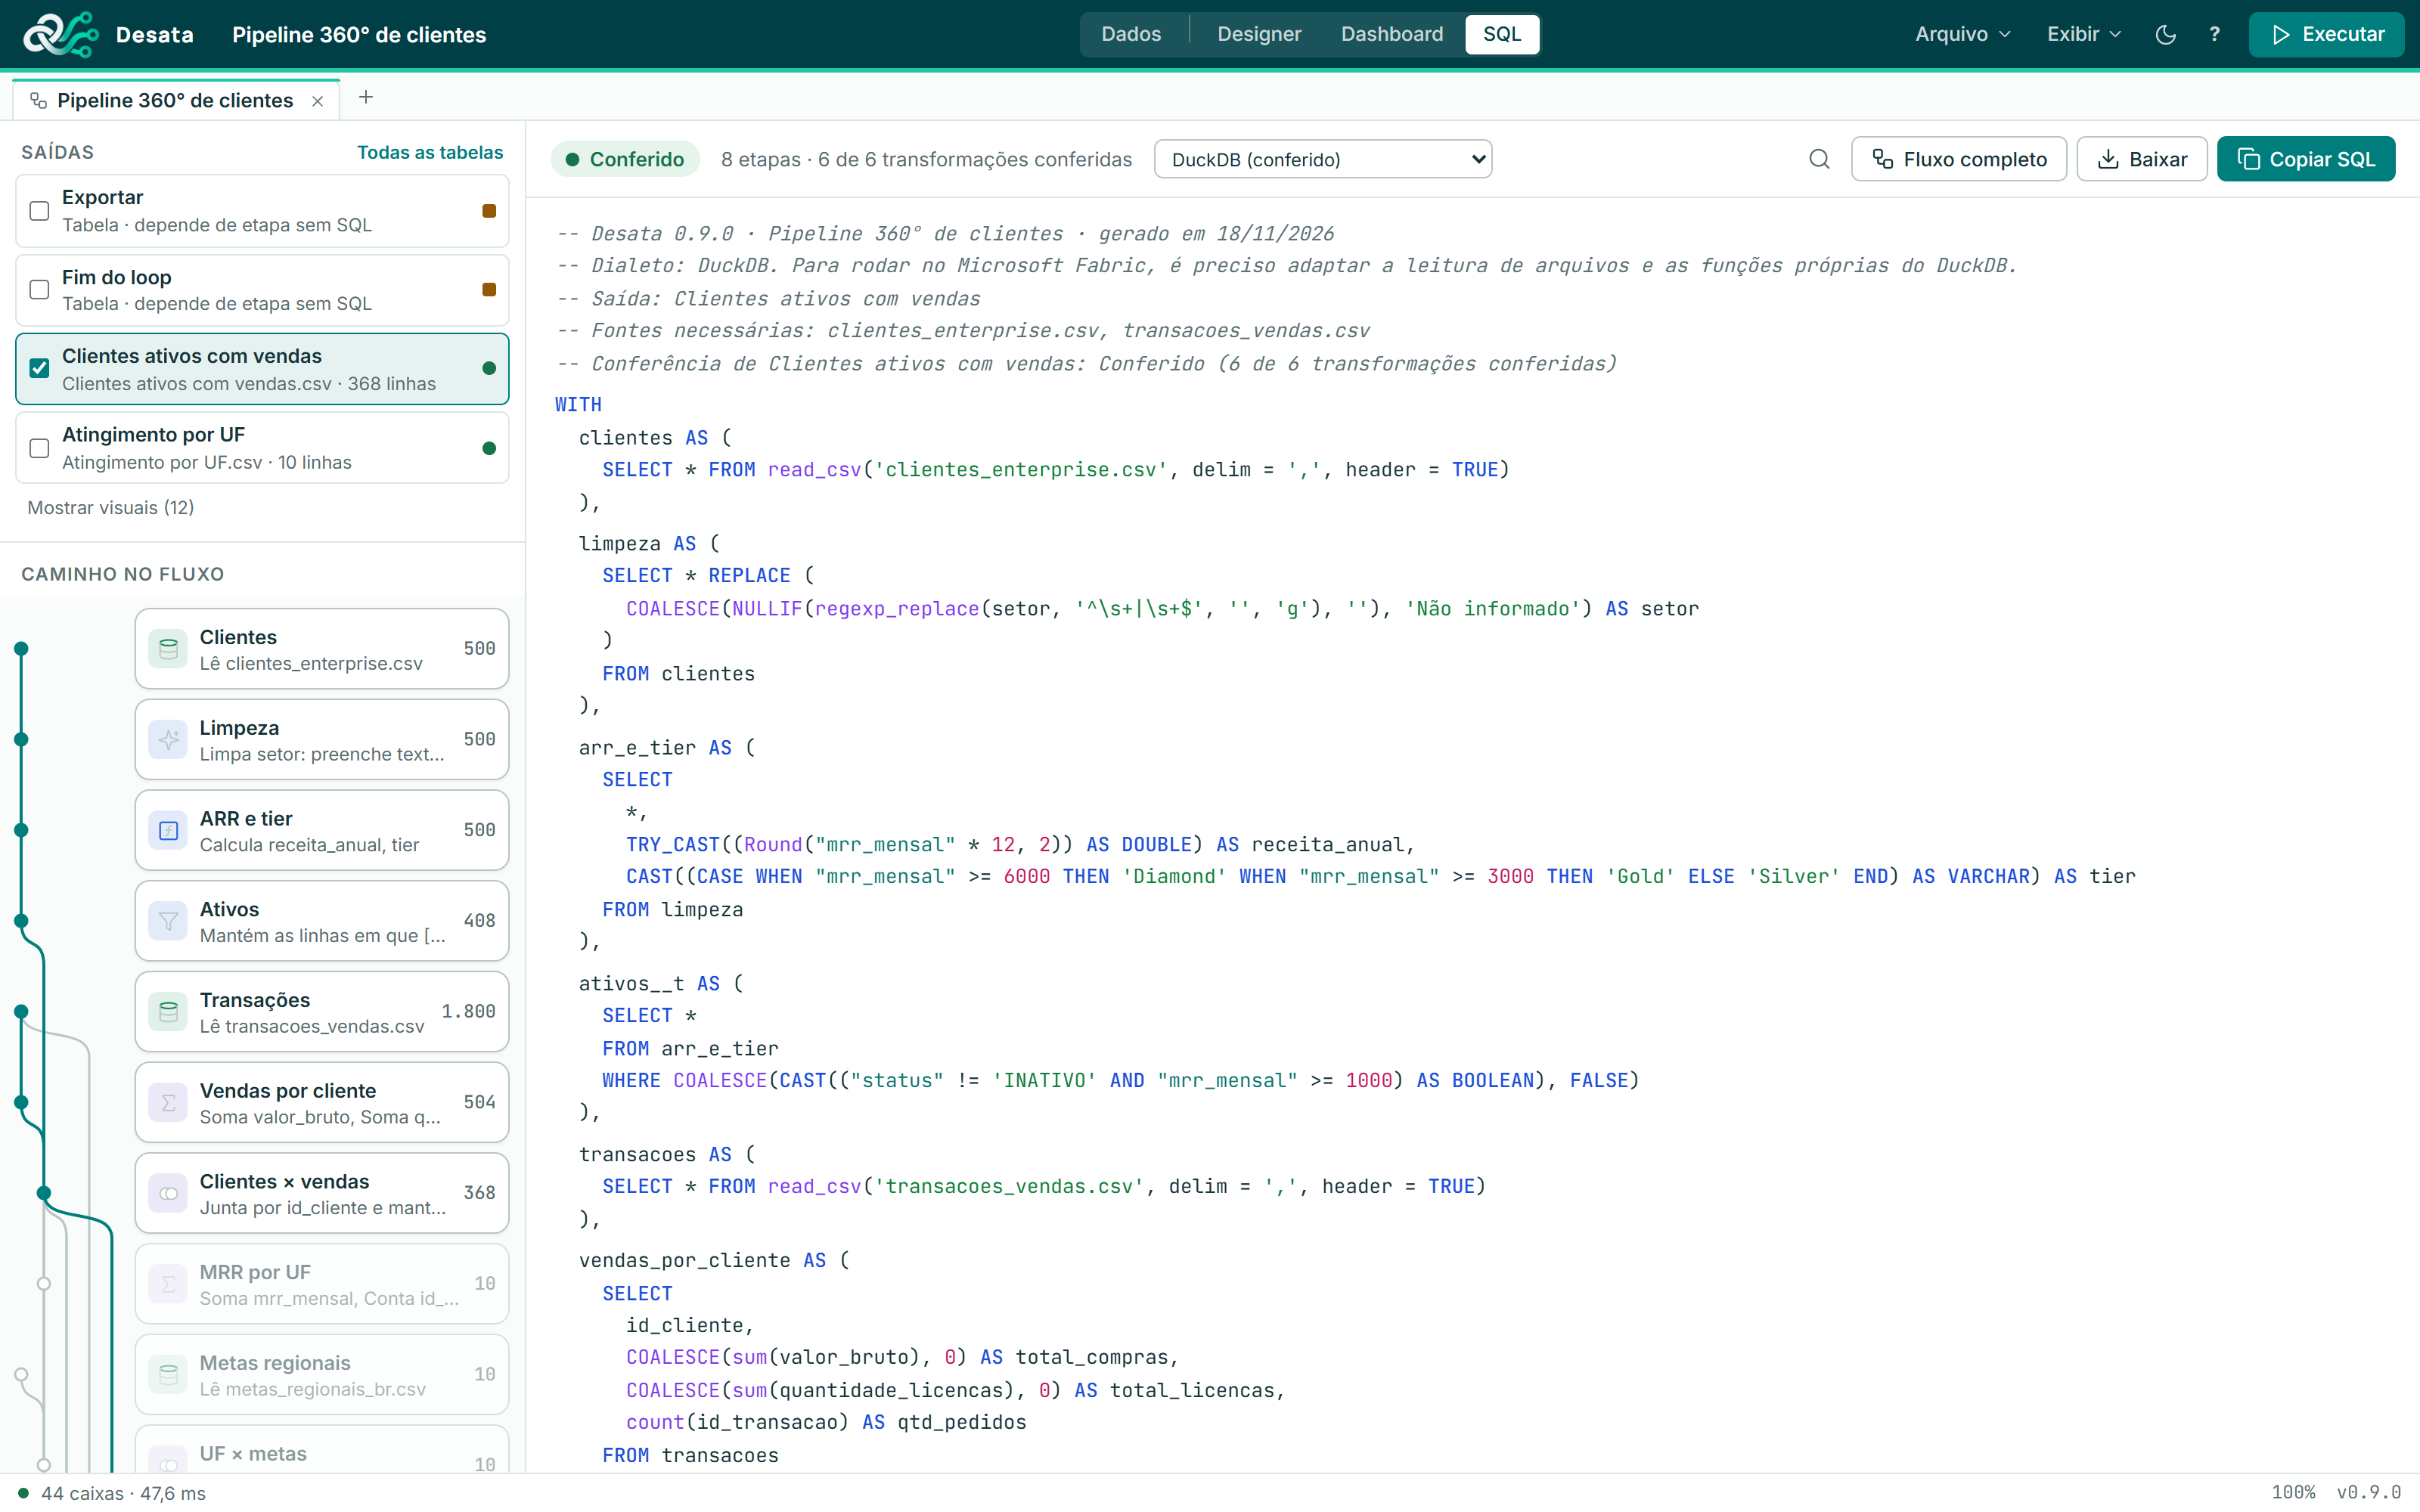 Desata
Pipeline 360° de clientes
Dados
Designer
Dashboard
SQL
Arquivo
Exibir
?
Executar
Pipeline 360° de clientes
SAÍDAS
Todas as tabelas
Exportar
Tabela · depende de etapa sem SQL
Fim do loop
Tabela · depende de etapa sem SQL
Clientes ativos com vendas
Clientes ativos com vendas.csv · 368 linhas
Atingimento por UF
Atingimento por UF.csv · 10 linhas
Mostrar visuais (12)
CAMINHO NO FLUXO
Clientes
Lê clientes_enterprise.csv
500
Limpeza
Limpa setor: preenche text...
500
ARR e tier
Calcula receita_anual, tier
500
Ativos
Mantém as linhas em que [...
408
Transações
Lê transacoes_vendas.csv
1.800
Vendas por cliente
Soma valor_bruto, Soma q...
504
Clientes × vendas
Junta por id_cliente e mant...
368
MRR por UF
Soma mrr_mensal, Conta id_...
10
Metas regionais
Lê metas_regionais_br.csv
10
UF × metas
10
Conferido
8 etapas · 6 de 6 transformações conferidas
DuckDB (conferido)
Fluxo completo
Baixar
Copiar SQL
-- Desata 0.9.0 · Pipeline 360° de clientes · gerado em 18/11/2026
-- Dialeto: DuckDB. Para rodar no Microsoft Fabric, é preciso adaptar a leitura de arquivos e as funções próprias do DuckDB.
-- Saída: Clientes ativos com vendas
-- Fontes necessárias: clientes_enterprise.csv, transacoes_vendas.csv
-- Conferência de Clientes ativos com vendas: Conferido (6 de 6 transformações conferidas)
WITH
clientes AS (
SELECT * FROM read_csv('clientes_enterprise.csv', delim = ',', header = TRUE)
),
limpeza AS (
SELECT * REPLACE (
COALESCE(NULLIF(regexp_replace(setor, '^\s+|\s+$', '', 'g'), ''), 'Não informado') AS setor
)
FROM clientes
),
arr_e_tier AS (
SELECT
*,
TRY_CAST((Round("mrr_mensal" * 12, 2)) AS DOUBLE) AS receita_anual,
CAST((CASE WHEN "mrr_mensal" >= 6000 THEN 'Diamond' WHEN "mrr_mensal" >= 3000 THEN 'Gold' ELSE 'Silver' END) AS VARCHAR) AS tier
FROM limpeza
),
ativos__t AS (
SELECT *
FROM arr_e_tier
WHERE COALESCE(CAST(("status" != 'INATIVO' AND "mrr_mensal" >= 1000) AS BOOLEAN), FALSE)
),
transacoes AS (
SELECT * FROM read_csv('transacoes_vendas.csv', delim = ',', header = TRUE)
),
vendas_por_cliente AS (
SELECT
id_cliente,
COALESCE(sum(valor_bruto), 0) AS total_compras,
COALESCE(sum(quantidade_licencas), 0) AS total_licencas,
count(id_transacao) AS qtd_pedidos
FROM transacoes
44 caixas · 47,6 ms
100%
v0.9.0